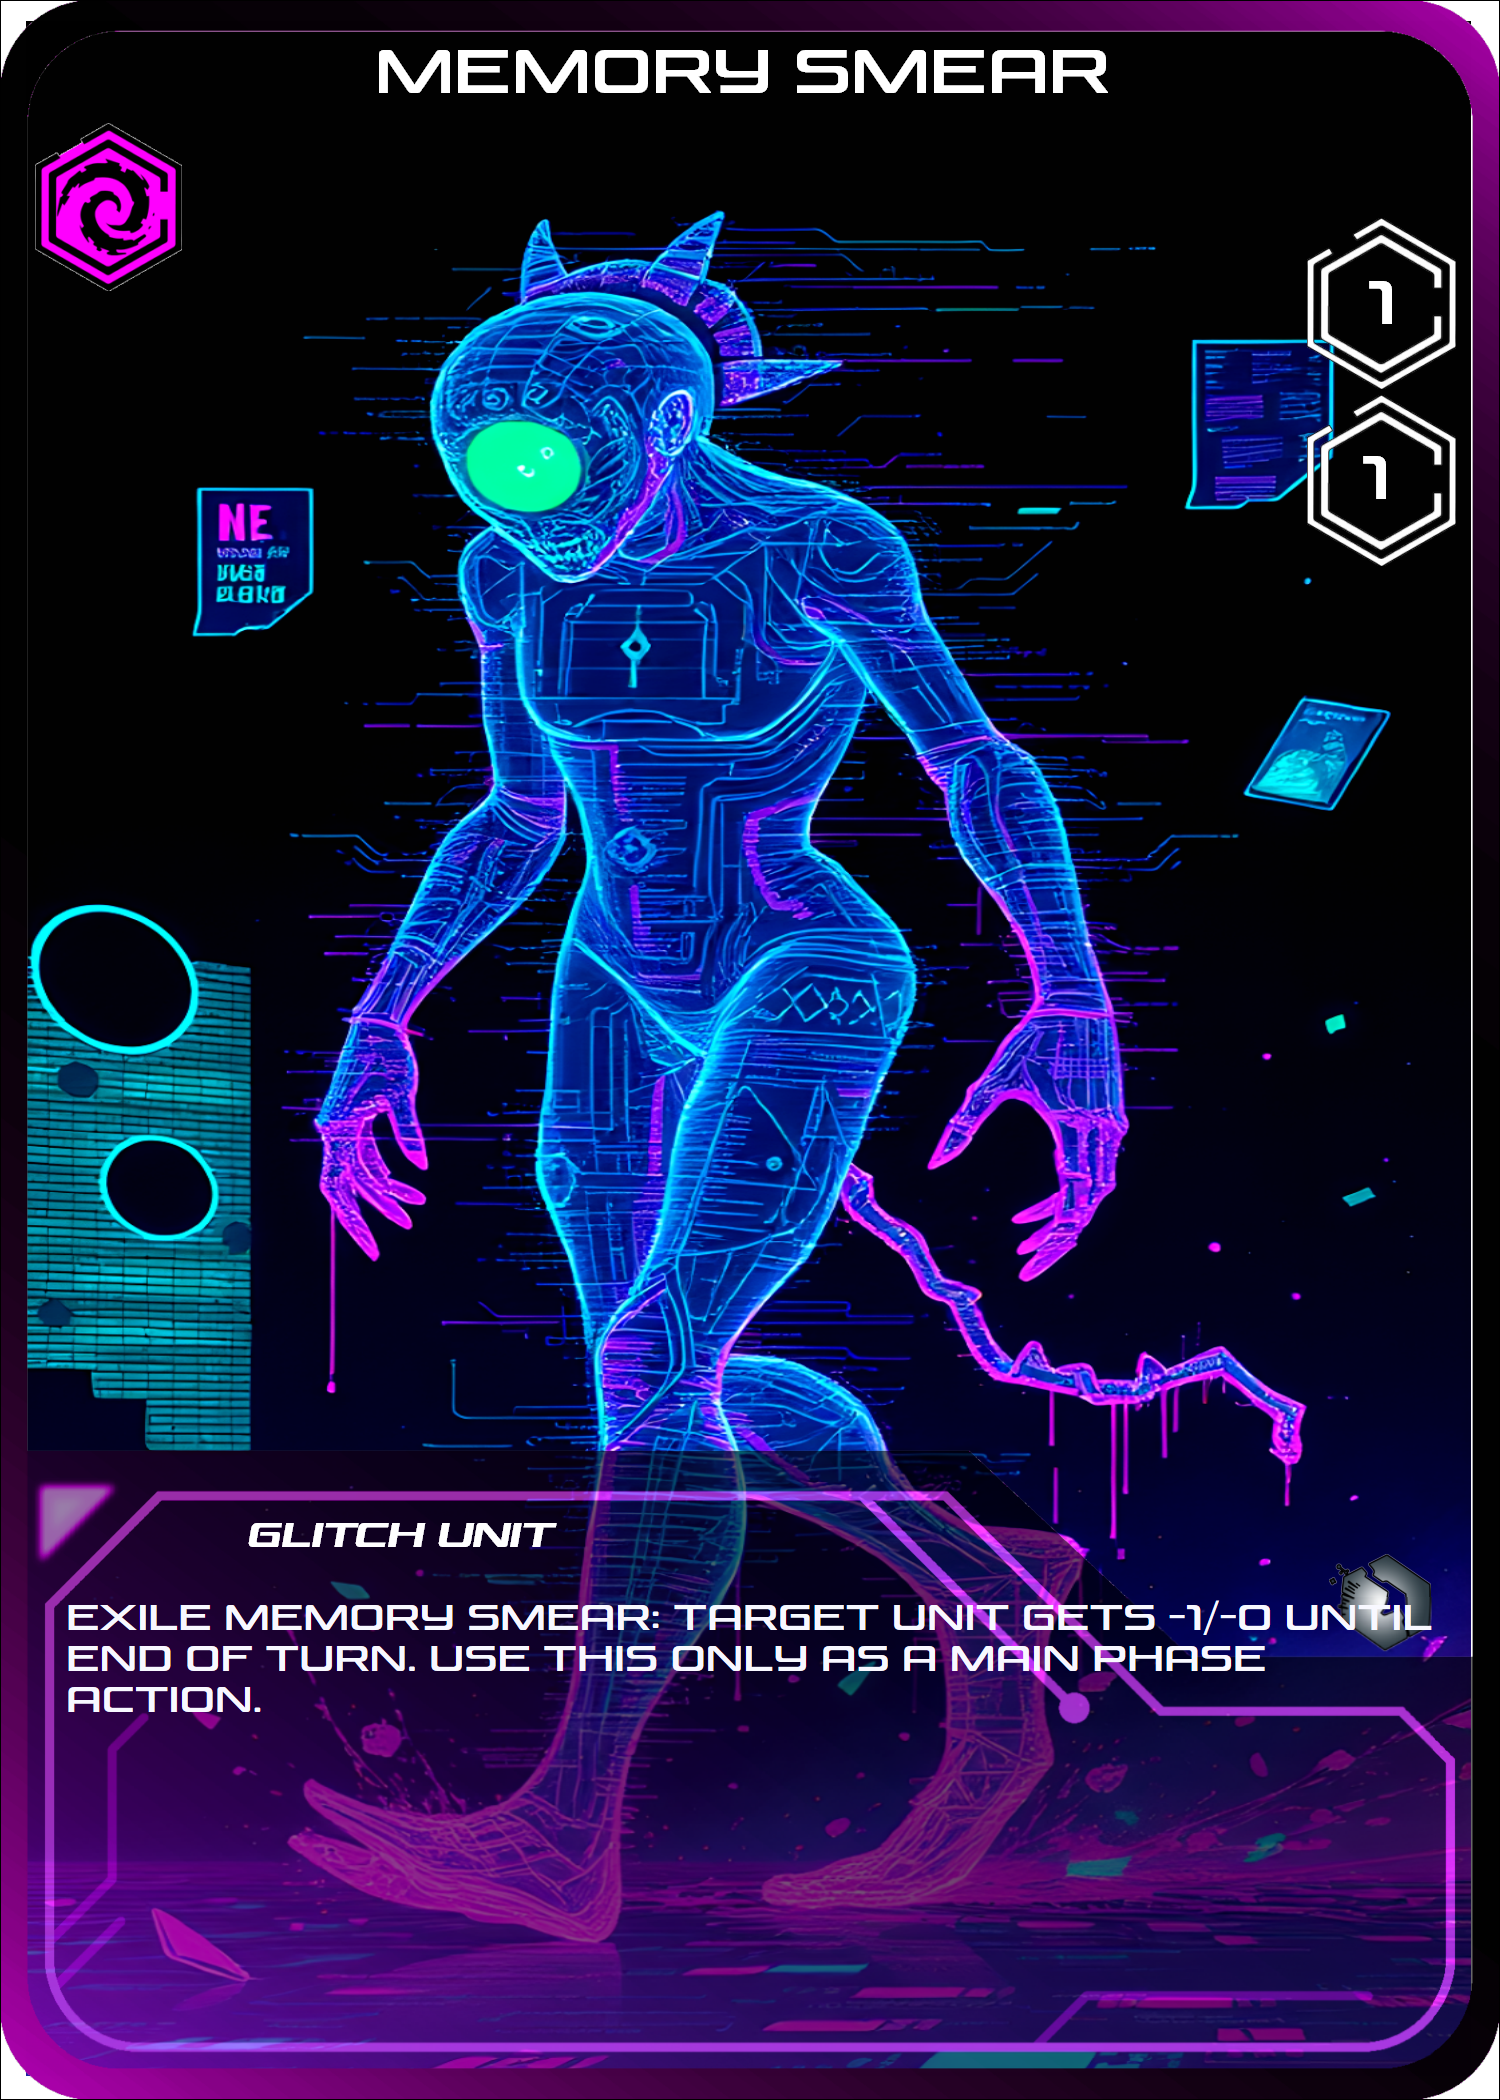 MEMORY SMEAR
1
1
NE
GLITCH UNIT
EXILE MEMORY SMEAR: TARGET UNIT GETS -1/-0 UNTIL
END OF TURN. USE THIS ONLY AS A MAIN PHASE
ACTION.